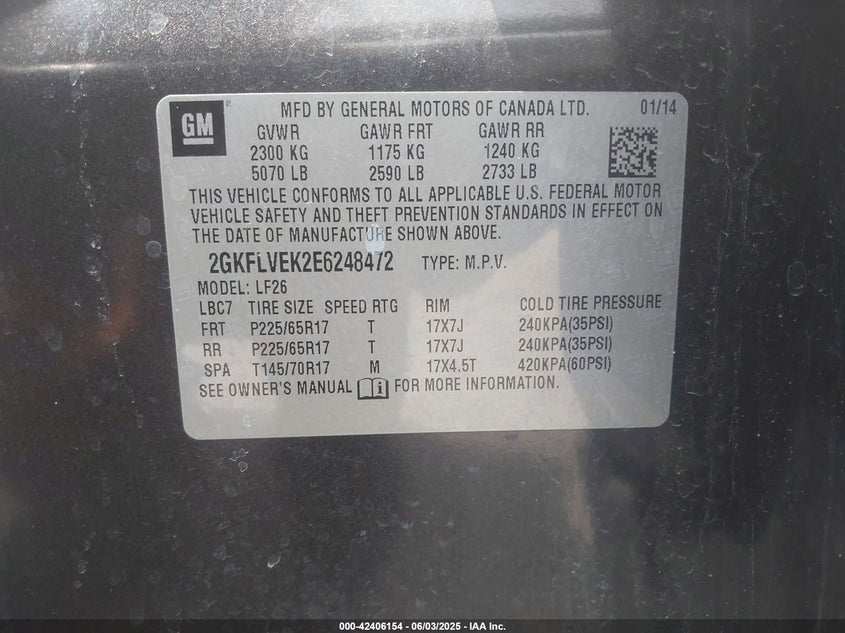 GM ® MFD BY GENERAL MOTORS OF CANADA LTD. 01/14
GVWR GAWR FRT GAWR RR
2300 KG 1175 KG 1240 KG
5070 LB 2590 LB 2733 LB
THIS VEHICLE CONFORMS TO ALL APPLICABLE U.S. FEDERAL MOTOR
VEHICLE SAFETY AND THEFT PREVENTION STANDARDS IN EFFECT ON
THE DATE OF MANUFACTURE SHOWN ABOVE.
2GKFLVEK2E6248472 TYPE: M.P.V.
MODEL: LF26
LBC7 TIRE SIZE SPEED RTG RIM COLD TIRE PRESSURE
FRT P225/65R17 T 17X7J 240KPA(35PSI)
RR P225/65R17 T 17X7J 240KPA(35PSI)
SPA T145/70R17 M 17X4.5T 420KPA(60PSI)
SEE OWNER'S MANUAL i FOR MORE INFORMATION.
000-42406154 - 06/03/2025 - IAA Inc.